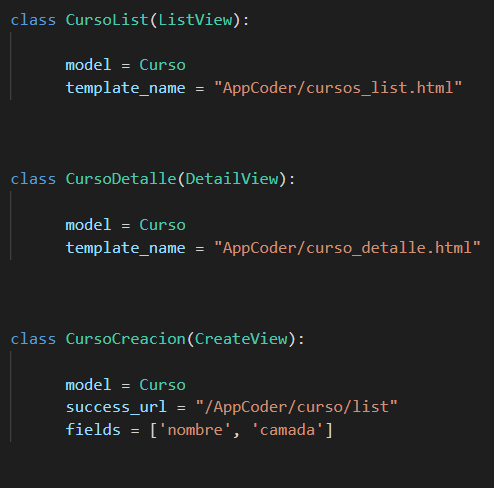 class CursoList(ListView):
model = Curso
template_name = "AppCoder/cursos_list.html"
class CursoDetalle(DetailView):
model = Curso
template_name = "AppCoder/curso_detalle.html"
class CursoCreacion(CreateView):
model = Curso
success_url = "/AppCoder/curso/list"
fields = ['nombre', 'camada']